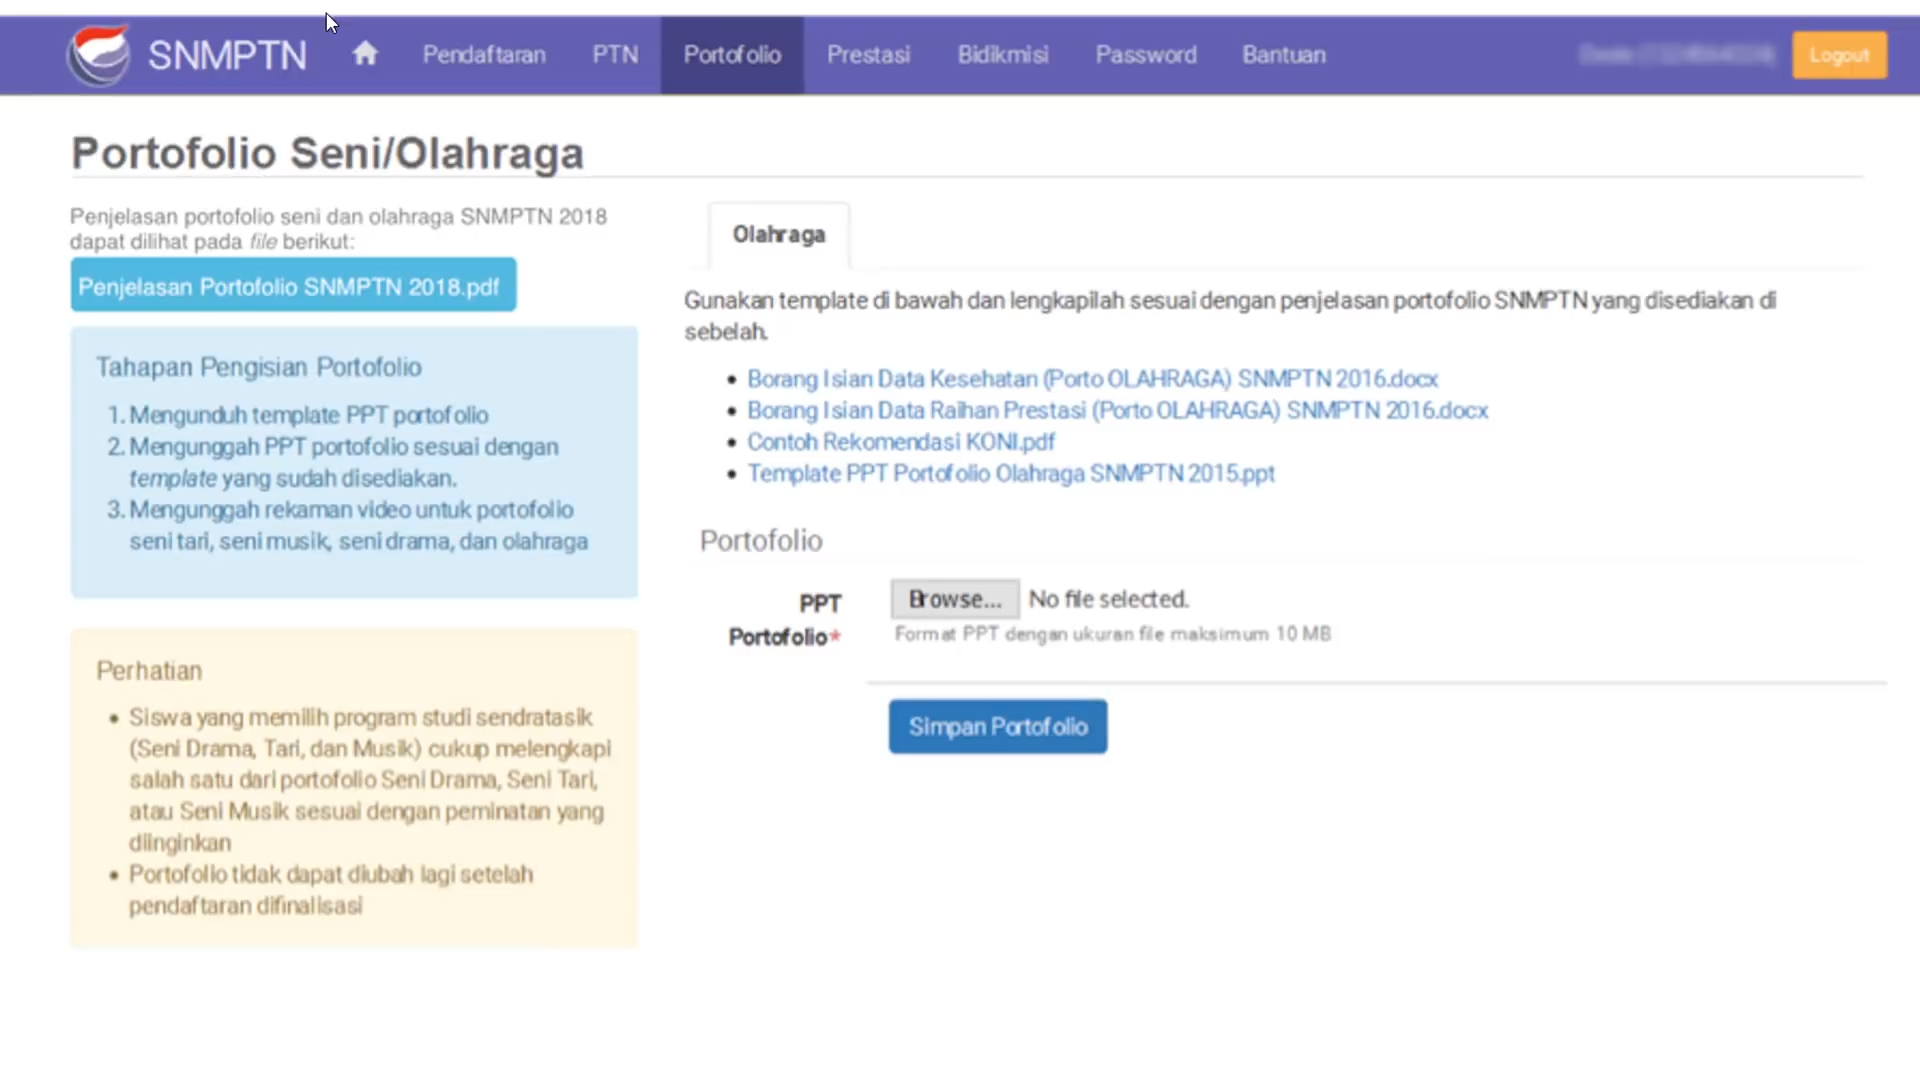 SNMPTN
Pendaftaran
PTN
Portofolio
Prestasi
Bidikmisi
Password
Bantuan
Logout
Portofolio Seni/Olahraga
Penjelasan portofolio seni dan olahraga SNMPTN 2018
dapat dilihat pada file berikut:
Penjelasan Portofolio SNMPTN 2018.pdf
Tahapan Pengisian Portofolio
1. Mengunduh template PPT portofolio
2. Mengunggah PPT portofolio sesuai dengan
template yang sudah disediakan.
3. Mengunggah rekaman video untuk portofolio
seni tari, seni musik, seni drama, dan olahraga
Perhatian
• Siswa yang memilih program studi sendratasik
(Seni Drama, Tari, dan Musik) cukup melengkapi
salah satu dari portofolio Seni Drama, Seni Tari,
atau Seni Musik sesuai dengan peminatan yang
diinginkan
• Portofolio tidak dapat diubah lagi setelah
pendaftaran difinalisasi
Olahraga
Gunakan template di bawah dan lengkapilah sesuai dengan penjelasan portofolio SNMPTN yang disediakan di
sebelah.
• Borang Isian Data Kesehatan (Porto OLAHRAGA) SNMPTN 2016.docx
• Borang Isian Data Raihan Prestasi (Porto OLAHRAGA) SNMPTN 2016.docx
• Contoh Rekomendasi KONI.pdf
• Template PPT Portofolio Olahraga SNMPTN 2015.ppt
Portofolio
PPT
Portofolio*
Browse... No file selected.
Format PPT dengan ukuran file maksimum 10 MB
Simpan Portofolio